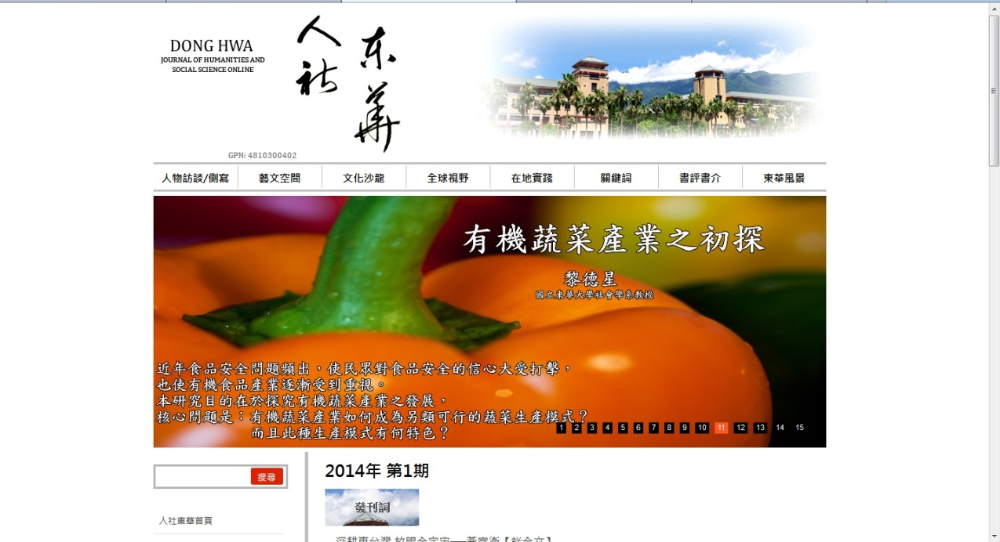 DONG HWA
JOURNAL OF HUMANITIES AND
SOCIAL SCIENCE ONLINE
人社
东華
GPN: 4810300402
人物訪談/側寫 藝文空間 文化沙龍 全球視野 在地實踐 關鍵詞 書評書介 東華風景
有機蔬菜產業之初探
黎德星
國立東華大學社會學系教授
近年食品安全問題頻出，使民眾對食品安全的信心大受打擊，
也使有機食品產業逐漸受到重視。
本研究目的在於探究有機蔬菜產業之發展，
核心問題是：有機蔬菜產業如何成為另類可行的蔬菜生產模式？
而且此種生產模式有何特色？
1 2 3 4 5 6 7 8 9 10 11 12 13 14 15
搜尋
2014年 第1期
發刊詞
人社東華首頁
深耕東台灣 放眼全宇宙──黃宣衛【詳全文】